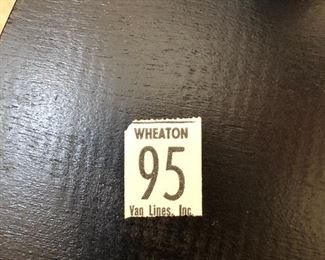 WHEATON
95
Van Lines, Inc.